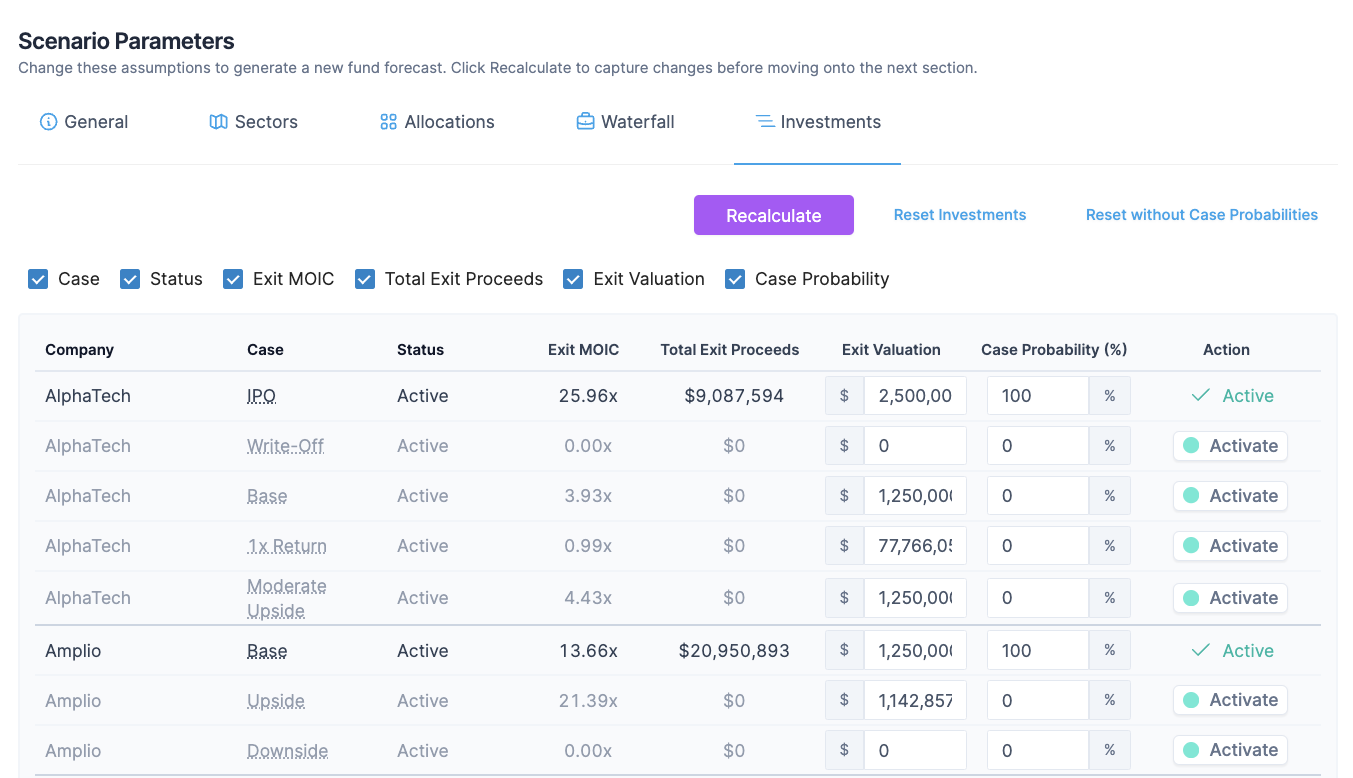 Scenario Parameters
Change these assumptions to generate a new fund forecast. Click Recalculate to capture changes before moving onto the next section.
General Sectors Allocations Waterfall Investments
Recalculate Reset Investments Reset without Case Probabilities
Case Status Exit MOIC Total Exit Proceeds Exit Valuation Case Probability
Company Case Status Exit MOIC Total Exit Proceeds Exit Valuation Case Probability (%) Action
AlphaTech IPO Active 25.96x $9,087,594 $ 2,500,00 100 % Active
AlphaTech Write-Off Active 0.00x $0 $ 0 0 % Activate
AlphaTech Base Active 3.93x $0 $ 1,250,000 0 % Activate
AlphaTech 1x Return Active 0.99x $0 $ 77,766,05 0 % Activate
AlphaTech Moderate Upside Active 4.43x $0 $ 1,250,000 0 % Activate
Amplio Base Active 13.66x $20,950,893 $ 1,250,000 100 % Active
Amplio Upside Active 21.39x $0 $ 1,142,857 0 % Activate
Amplio Downside Active 0.00x $0 $ 0 0 % Activate